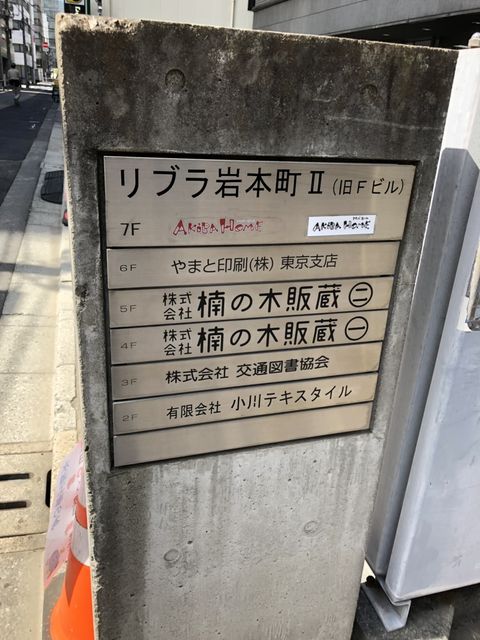 リブラ岩本町Ⅱ(旧Fビル)
7F AKIBA HOME AKIBA HOME
6F やまと印刷(株) 東京支店
5F 株式会社 楠の木販蔵㊁
4F 株式会社 楠の木販蔵㊀
3F 株式会社 交通図書協会
2F 有限会社 小川テキスタイル